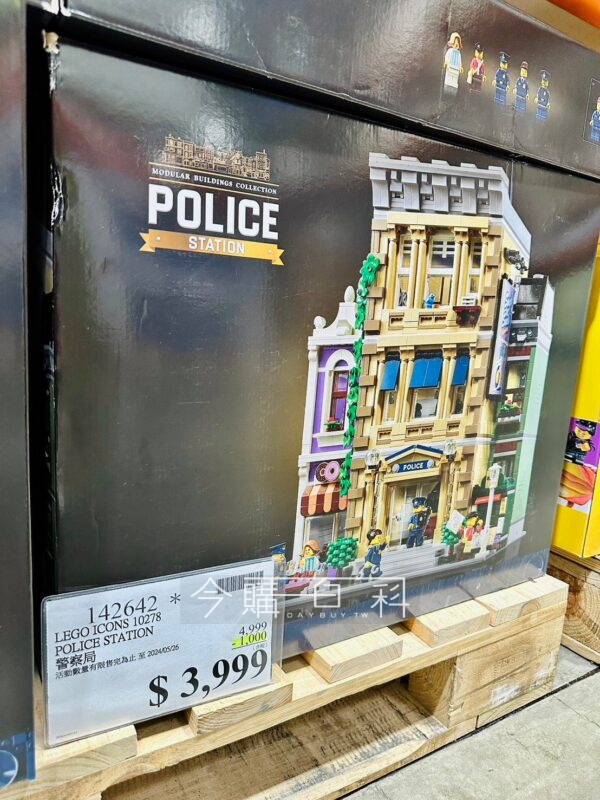 MODULAR BUILDINGS COLLECTION
POLICE
STATION
POLICE
今購百科
DAYBUY.TW
142642 *
LEGO ICONS 10278
POLICE STATION
警察局
活動數量有限售完為止 至 2024/05/26
4,999
-1,000
$ 3,999